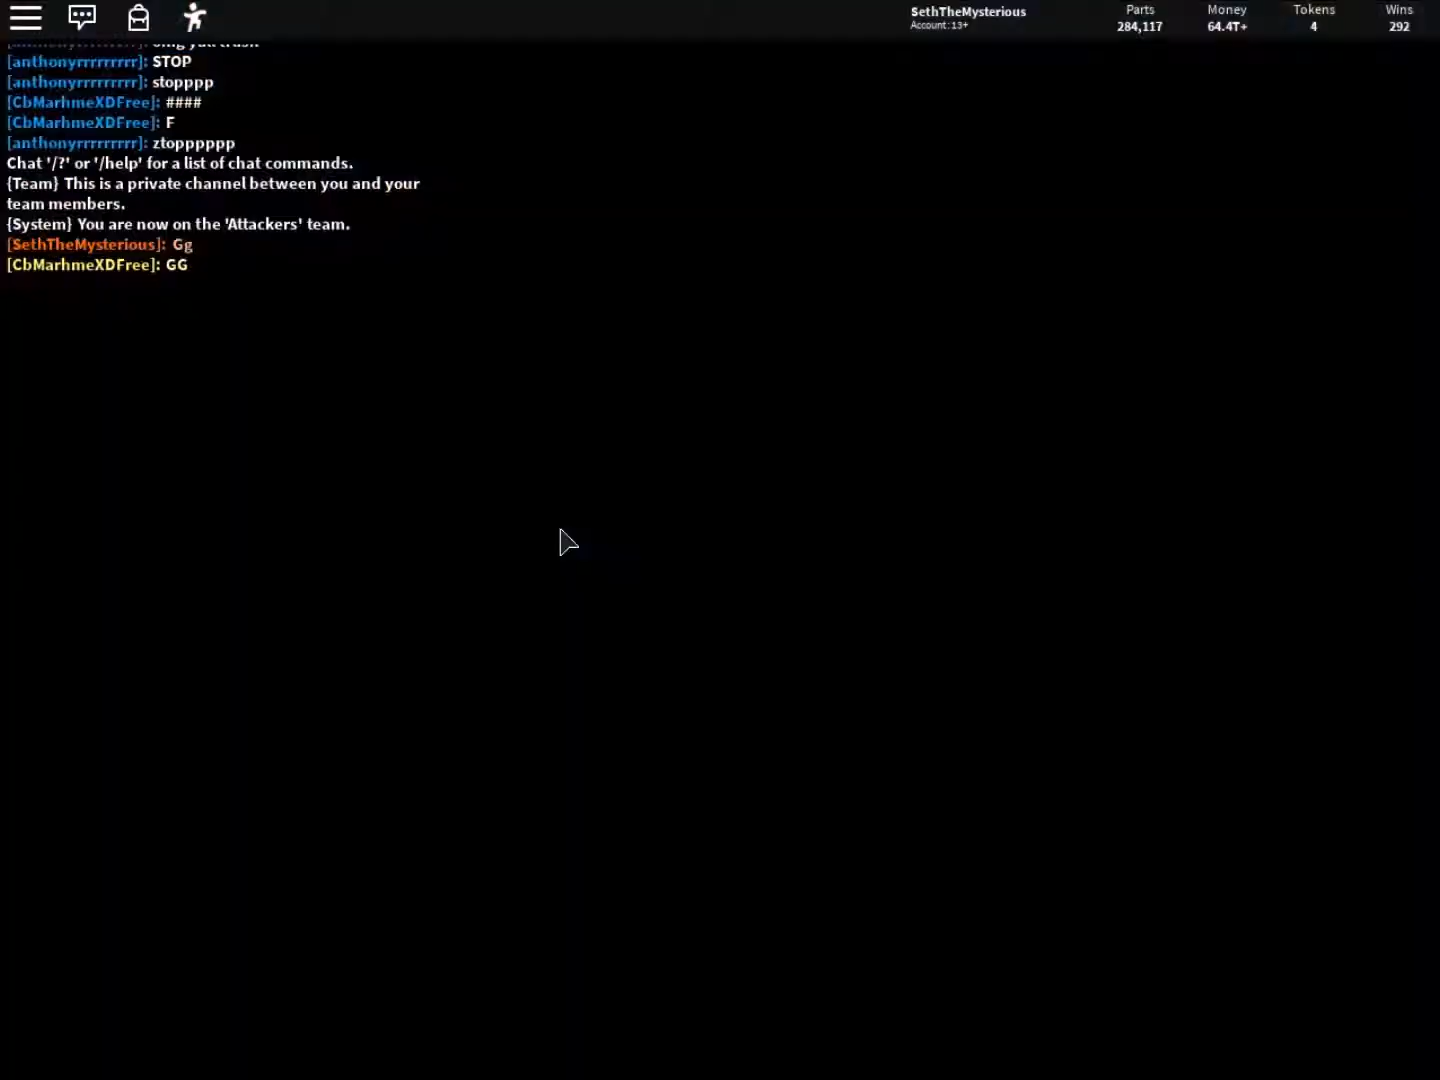 SethTheMysterious
Account: 13+
Parts
284,117
Money
64.4T+
Tokens
4
Wins
292
[anthonyrrrrrrrrr]: STOP
[anthonyrrrrrrrrr]: stopppp
[CbMarhmeXDFree]: ####
[CbMarhmeXDFree]: F
[anthonyrrrrrrrrr]: ztopppppp
Chat '/?' or '/help' for a list of chat commands.
{Team} This is a private channel between you and your
team members.
{System} You are now on the 'Attackers' team.
[SethTheMysterious]: Gg
[CbMarhmeXDFree]: GG